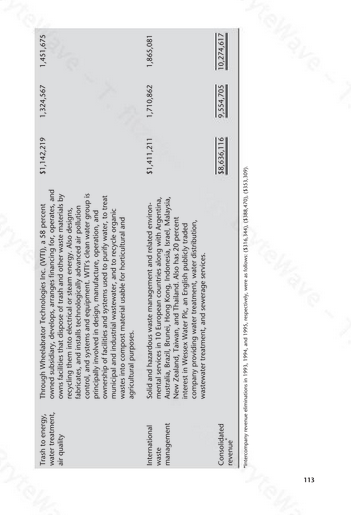 Trash to energy,
water treatment,
air quality
Through Wheelabrator Technologies Inc. (WTI), a 58 percent
owned subsidiary, develops, arranges financing for, operates, and
owns facilities that dispose of trash and other waste materials by
recycling them into electrical or steam energy. Also designs,
fabricates, and installs technologically advanced air pollution
control, and systems and equipment. WTI's clean water group is
principally involved in design, manufacture, operation, and
ownership of facilities and systems used to purify water, to treat
municipal and industrial wastewater, and to recycle organic
wastes into compost material usable for horticultural and
agricultural purposes.
$1,142,219 1,324,567 1,451,675
International
waste
management
Solid and hazardous waste management and related environ-
mental services in 10 European countries along with Argentina,
Australia, Brazil, Brunei, Hong Kong, Indonesia, Israel, Malaysia,
New Zealand, Taiwan, and Thailand. Also has 20 percent
interest in Wessex Water Plc, an English publicly traded
company providing water treatment, water distribution,
wastewater treatment, and sewerage services.
$1,411,211 1,710,862 1,865,081
Consolidated
revenue*
$8,636,116 9,554,705 10,274,617
*Intercompany revenue eliminations in 1993, 1994, and 1995, respectively, were as follows: ($316,344), ($388,470), ($353,309).
113